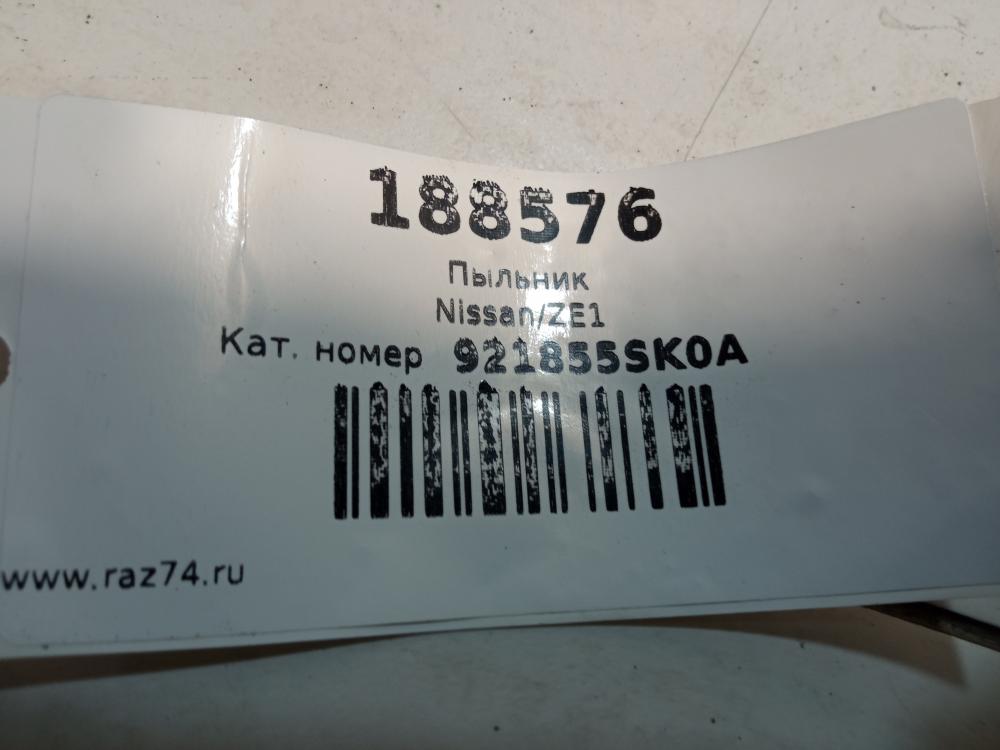 188576
Пыльник
Nissan/ZE1
Кат. номер 921855SK0A
www.raz74.ru